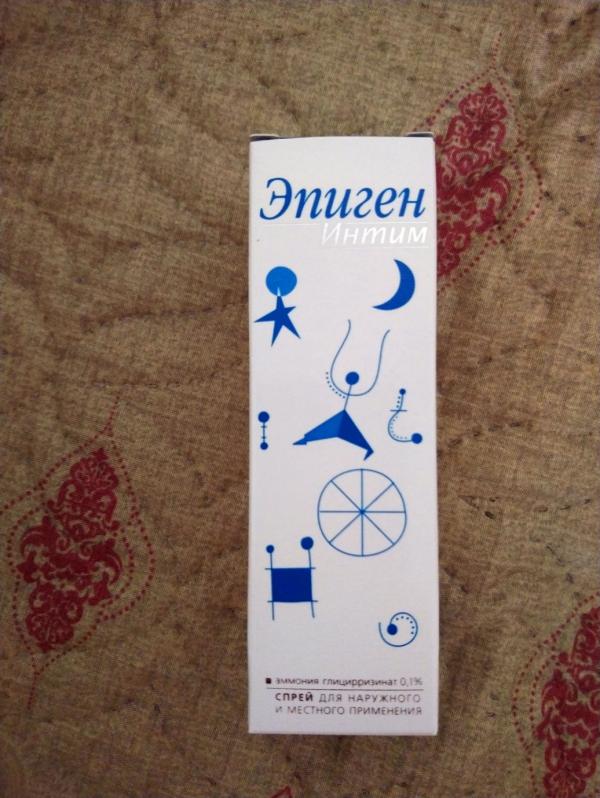 Эпиген
Интим
аммония глицирризинат 0,1%
СПРЕЙ ДЛЯ НАРУЖНОГО
И МЕСТНОГО ПРИМЕНЕНИЯ